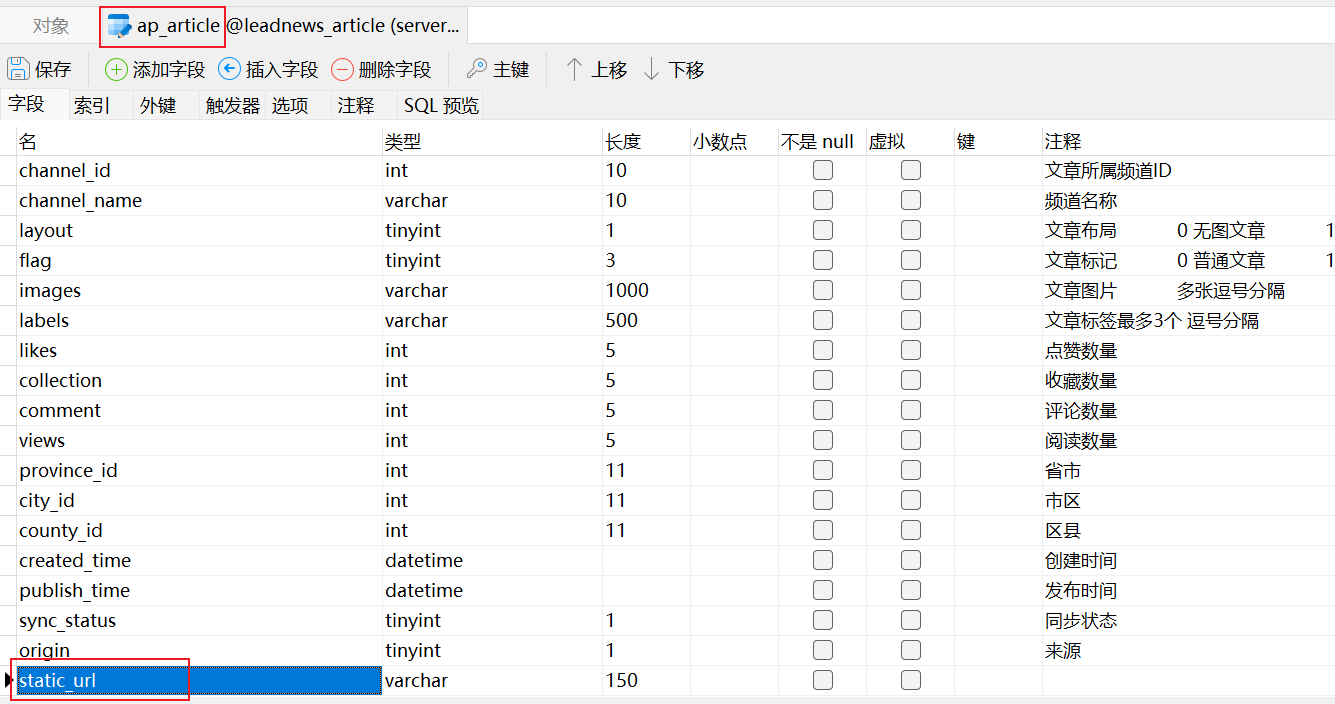 对象 ap_article @leadnews_article (server...
保存 添加字段 插入字段 删除字段 主键 上移 下移
字段 索引 外键 触发器 选项 注释 SQL 预览
名 类型 长度 小数点 不是 null 虚拟 键 注释
channel_id int 10 文章所属频道ID
channel_name varchar 10 频道名称
layout tinyint 1 文章布局 0 无图文章 1
flag tinyint 3 文章标记 0 普通文章 1
images varchar 1000 文章图片 多张逗号分隔
labels varchar 500 文章标签最多3个 逗号分隔
likes int 5 点赞数量
collection int 5 收藏数量
comment int 5 评论数量
views int 5 阅读数量
province_id int 11 省市
city_id int 11 市区
county_id int 11 区县
created_time datetime 创建时间
publish_time datetime 发布时间
sync_status tinyint 1 同步状态
origin tinyint 1 来源
static_url varchar 150